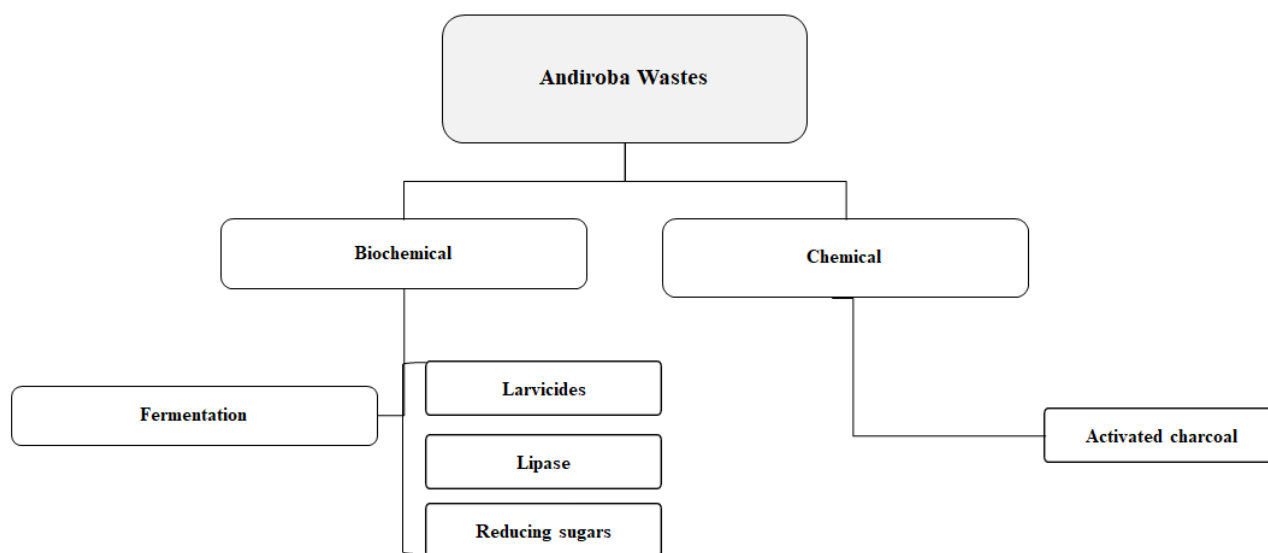 Andiroba Wastes
Biochemical
Chemical
Larvicides
Fermentation
Activated charcoal
Lipase
Reducing sugars